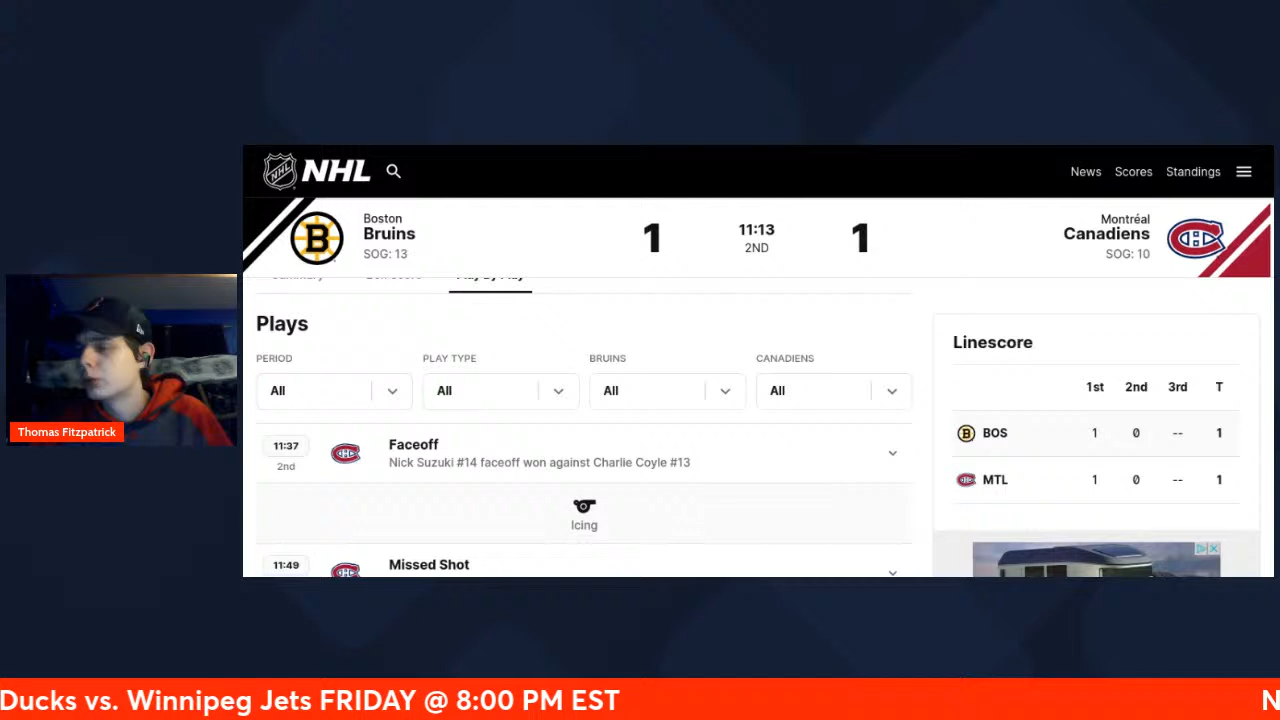 NHL
News Scores Standings
Boston
Bruins
SOG: 13
1
11:13
2ND
1
Montréal
Canadiens
SOG: 10
Plays
PERIOD
All
PLAY TYPE
All
BRUINS
All
CANADIENS
All
11:37
2nd
Faceoff
Nick Suzuki #14 faceoff won against Charlie Coyle #13
Icing
11:49
Missed Shot
Linescore
1st 2nd 3rd T
BOS 1 0 -- 1
MTL 1 0 -- 1
Thomas Fitzpatrick
Ducks vs. Winnipeg Jets FRIDAY @ 8:00 PM EST
N